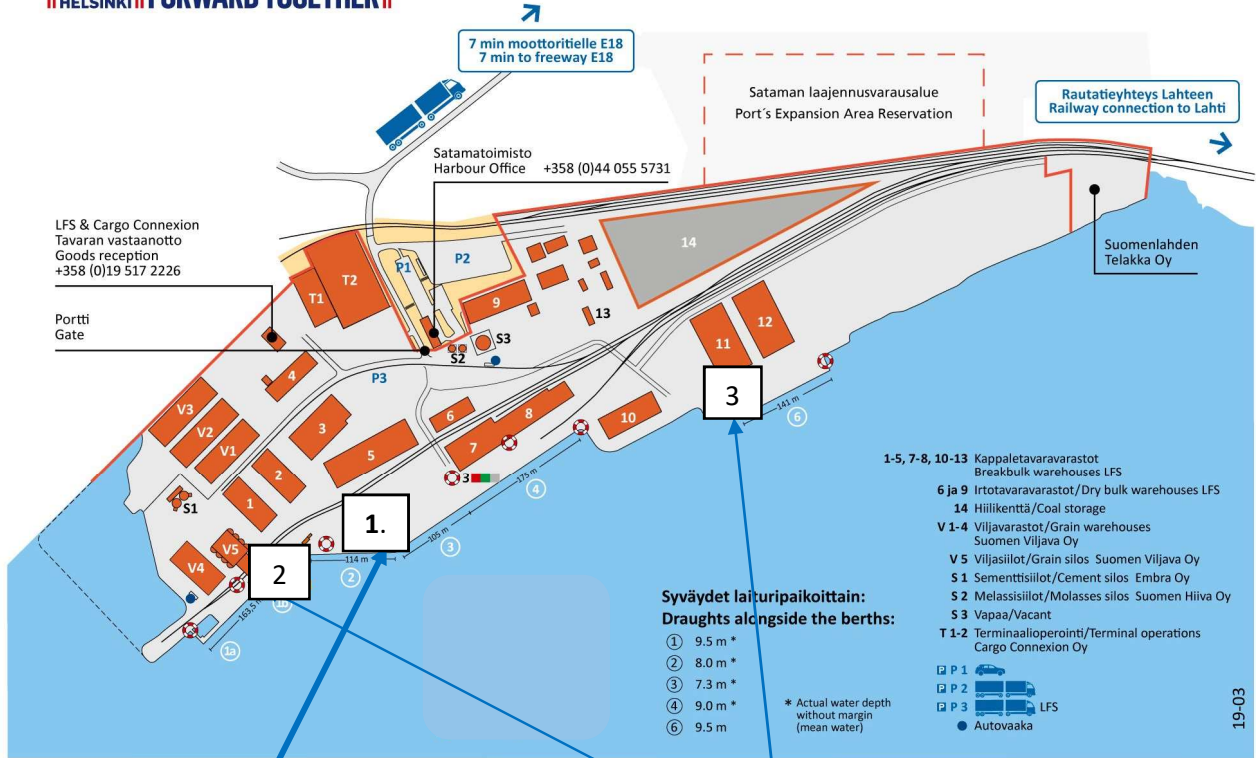 HELSINKI FORWARD TOGETHER
7 min moottoritielle E18
7 min to freeway E18
Sataman laajennusvarausalue
Port´s Expansion Area Reservation
Rautatieyhteys Lahteen
Railway connection to Lahti
Satamatoimisto
Harbour Office +358 (0)44 055 5731
LFS & Cargo Connexion
Tavaran vastaanotto
Goods reception
+358 (0)19 517 2226
Portti
Gate
Suomenlahden
Telakka Oy
T1
T2
P1
P2
14
9
13
S3
S2
12
11
4
P3
V3
V2
V1
3
6
8
7
10
5
2
1
S1
V5
V4
3
3
141 m
6
175 m
4
105 m
3
1.
114 m
2
2
1b
163,5 m
1a
1-5, 7-8, 10-13 Kappaletavaravarastot
Breakbulk warehouses LFS
6 ja 9 Irtotavaravarastot/Dry bulk warehouses LFS
14 Hiilikenttä/Coal storage
V 1-4 Viljavarastot/Grain warehouses
Suomen Viljava Oy
V 5 Viljasiilot/Grain silos Suomen Viljava Oy
S 1 Sementtisiilot/Cement silos Embra Oy
S 2 Melassisiilot/Molasses silos Suomen Hiiva Oy
S 3 Vapaa/Vacant
T 1-2 Terminaalioperointi/Terminal operations
Cargo Connexion Oy
P P 1
P P 2
P P 3 LFS
Autovaaka
Syväydet laituripaikoittain:
Draughts alongside the berths:
1 9.5 m *
2 8.0 m *
3 7.3 m *
4 9.0 m *
6 9.5 m
* Actual water depth
without margin
(mean water)
19-03